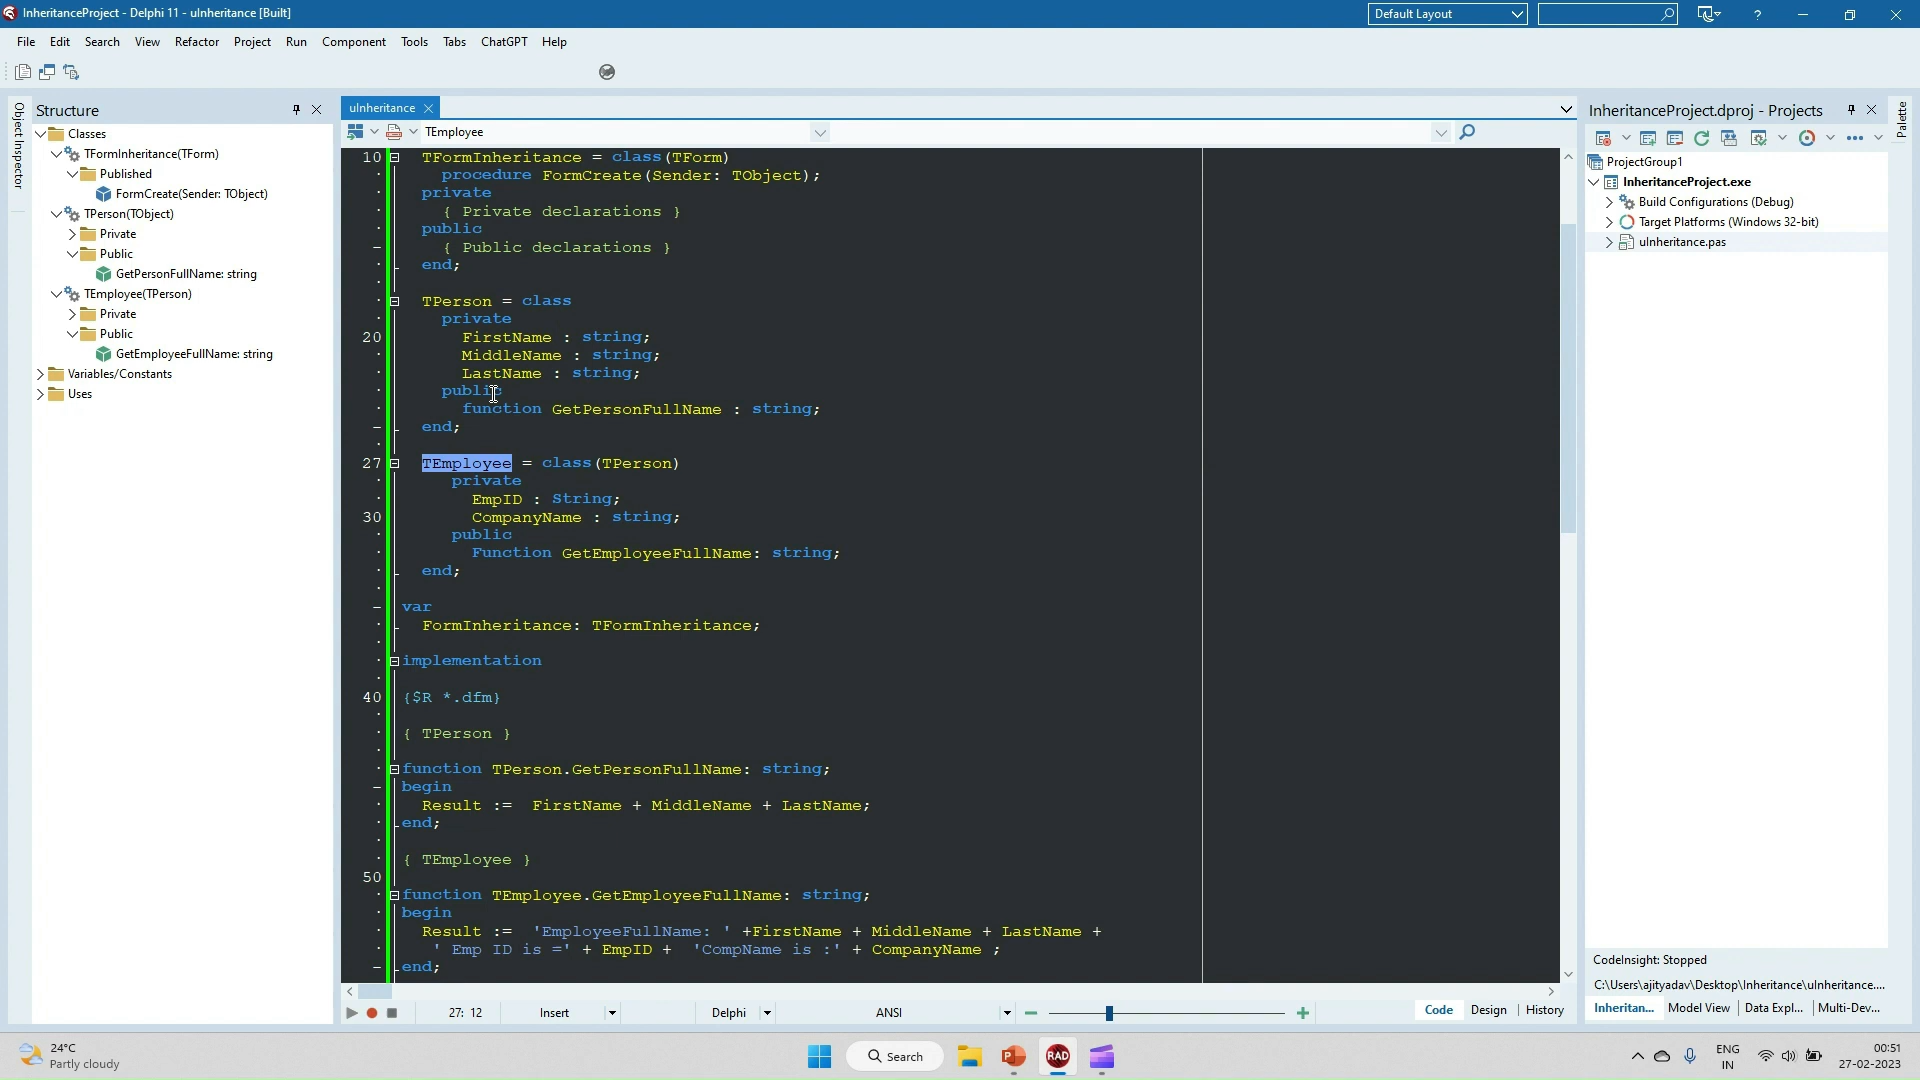 InheritanceProject - Delphi 11 - uInheritance [Built]
Default Layout
?
File Edit Search View Refactor Project Run Component Tools Tabs ChatGPT Help
Object Inspector
Structure
Classes
TFormInheritance(TForm)
Published
FormCreate(Sender: TObject)
TPerson(TObject)
Private
Public
GetPersonFullName: string
TEmployee(TPerson)
Private
Public
GetEmployeeFullName: string
Variables/Constants
Uses
uInheritance
TEmployee
10 TFormInheritance = class(TForm)
procedure FormCreate(Sender: TObject);
private
{ Private declarations }
public
{ Public declarations }
end;
TPerson = class
private
20 FirstName : string;
MiddleName : string;
LastName : string;
public
function GetPersonFullName : string;
end;
27 TEmployee = class(TPerson)
private
EmpID : String;
30 CompanyName : string;
public
Function GetEmployeeFullName: string;
end;
var
FormInheritance: TFormInheritance;
implementation
40 {$R *.dfm}
{ TPerson }
function TPerson.GetPersonFullName: string;
begin
Result :=  FirstName + MiddleName + LastName;
end;
{ TEmployee }
50
function TEmployee.GetEmployeeFullName: string;
begin
Result :=  'EmployeeFullName: ' +FirstName + MiddleName + LastName +
' Emp ID is =' + EmpID +  'CompName is :' + CompanyName ;
end;
27: 12 Insert Delphi ANSI Code Design History
InheritanceProject.dproj - Projects
Palette
ProjectGroup1
InheritanceProject.exe
Build Configurations (Debug)
Target Platforms (Windows 32-bit)
uInheritance.pas
CodeInsight: Stopped
C:\Users\ajityadav\Desktop\Inheritance\uInheritance....
Inheritan... Model View Data Expl... Multi-Dev...
24°C
Partly cloudy
Search
RAD
ENG
IN
00:51
27-02-2023